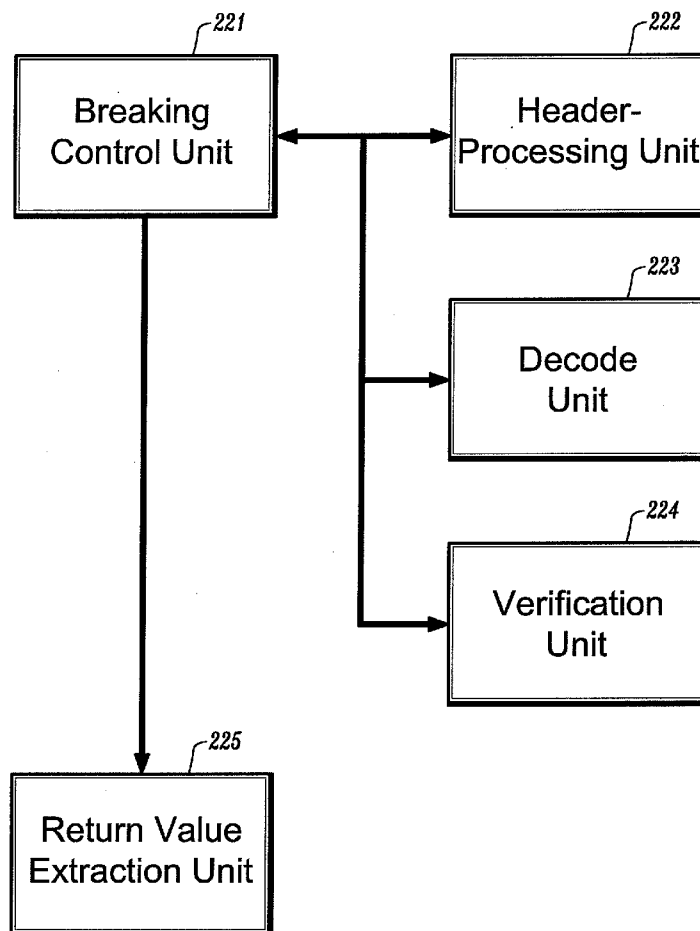 221
Breaking
Control Unit
222
Header-
Processing Unit
223
Decode
Unit
224
Verification
Unit
225
Return Value
Extraction Unit